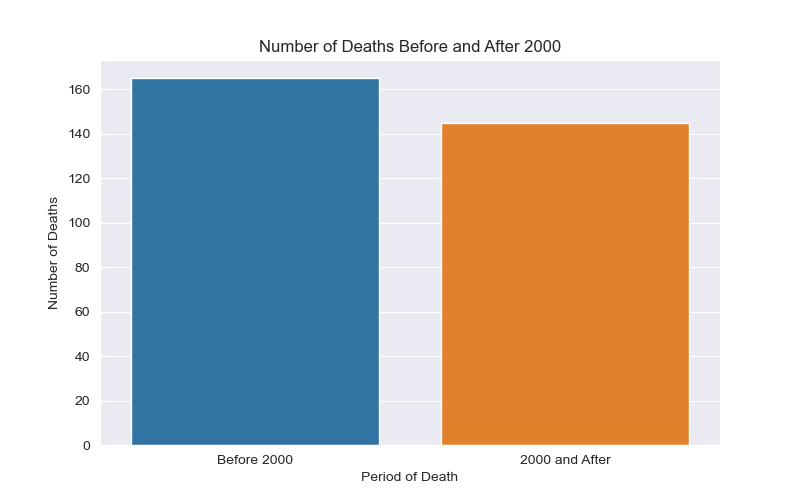 Number of Deaths Before and After 2000
160
140
120
100
80
60
40
20
0
Number of Deaths
Before 2000
2000 and After
Period of Death